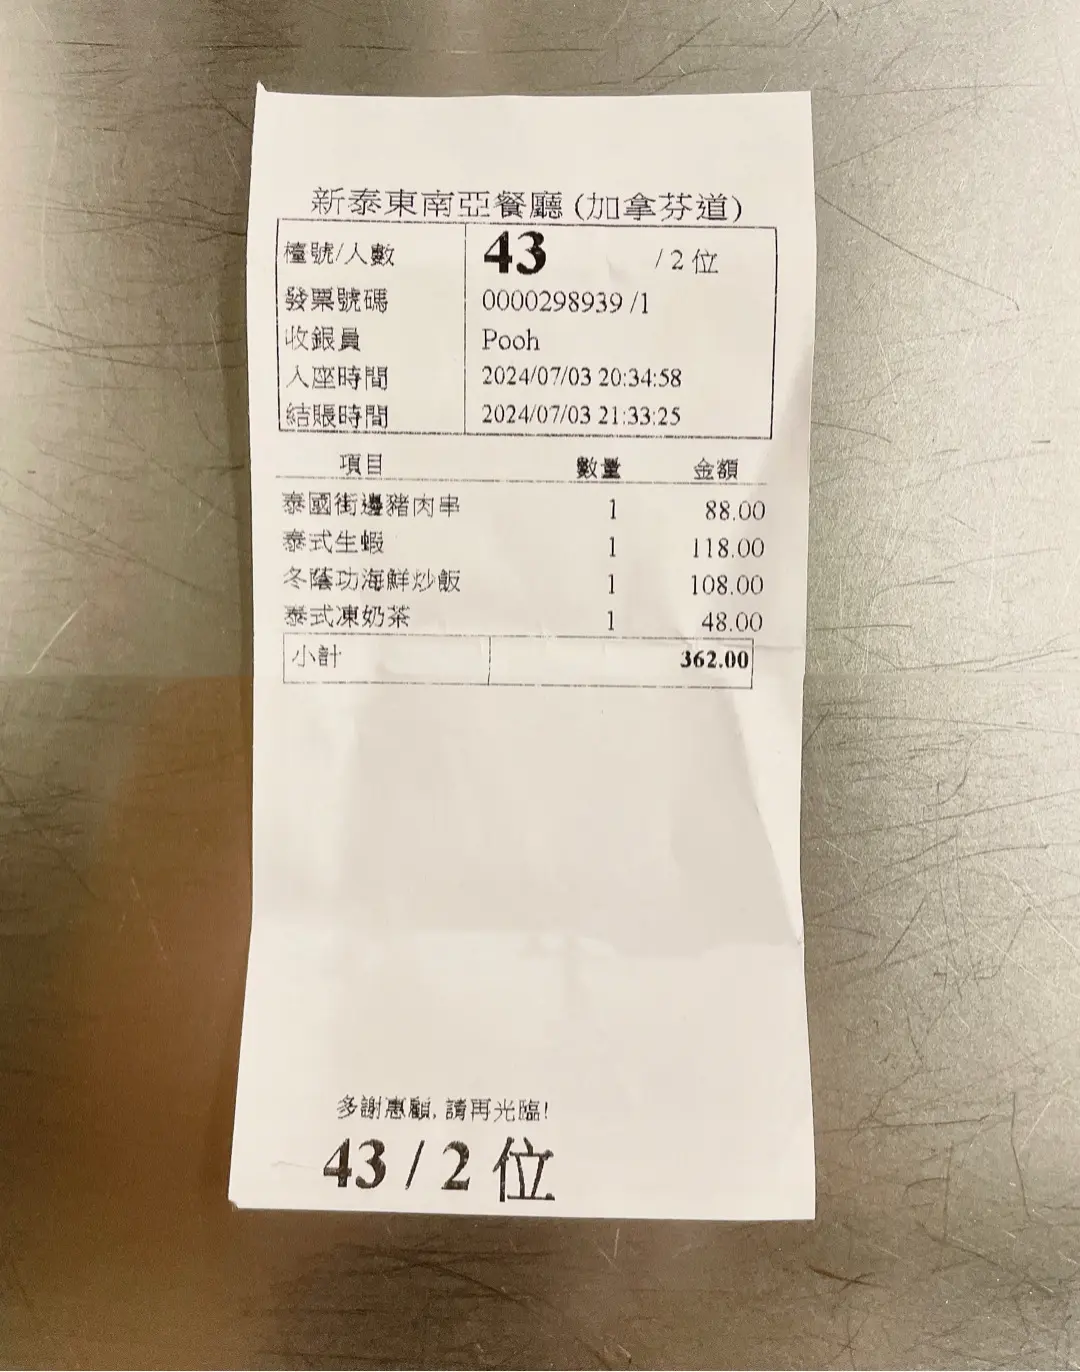 新泰東南亞餐廳 (加拿芬道)
檯號/人數 43 / 2 位
發票號碼 0000298939 /1
收銀員 Pooh
入座時間 2024/07/03 20:34:58
結賬時間 2024/07/03 21:33:25
項目 數量 金額
泰國街邊豬肉串 1 88.00
泰式生蝦 1 118.00
冬蔭功海鮮炒飯 1 108.00
泰式凍奶茶 1 48.00
小計 362.00
多謝惠顧, 請再光臨!
43 / 2 位